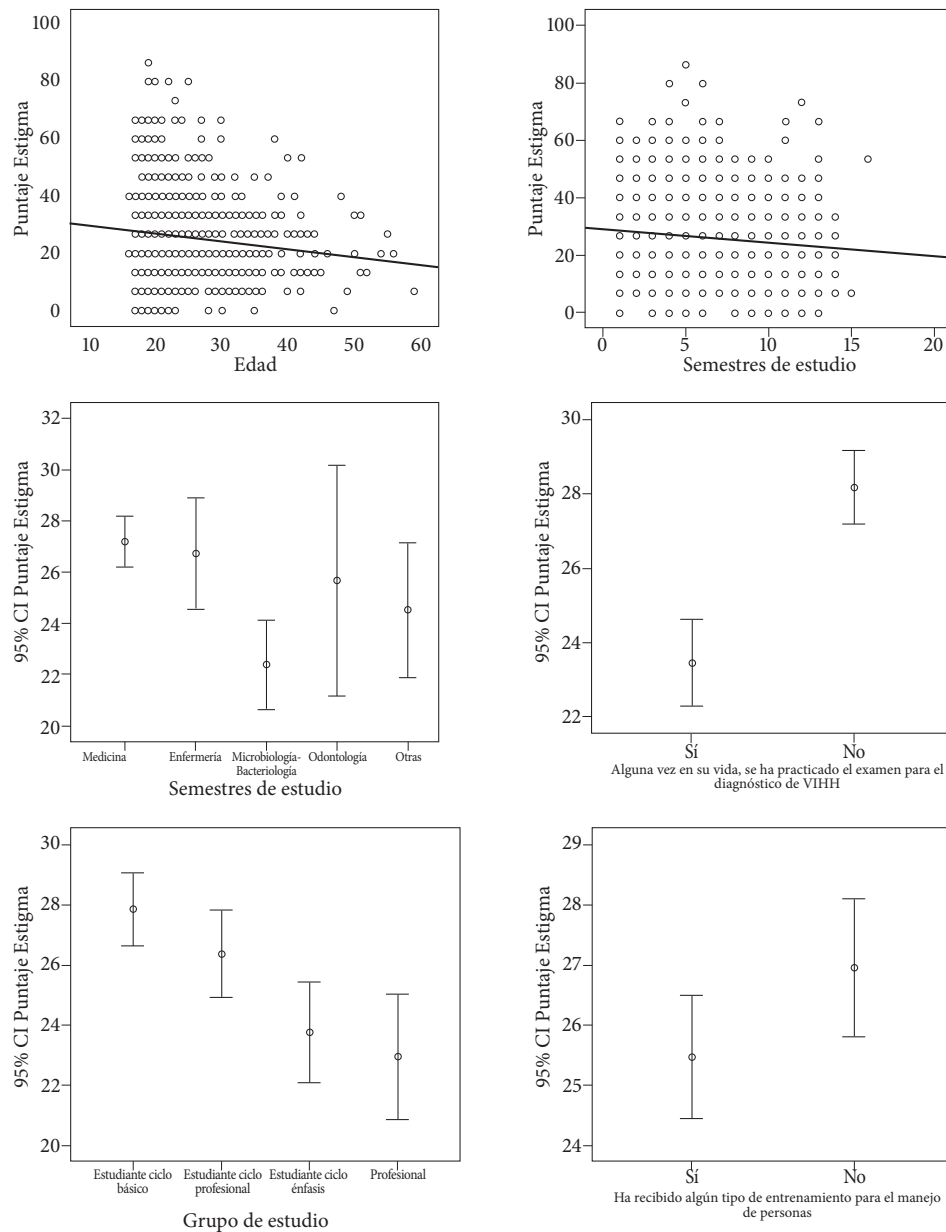 100
80
60
40
20
0
Puntaje Estigma
10 20 30 40 50 60
Edad
100
80
60
40
20
0
Puntaje Estigma
0 5 10 15 20
Semestres de estudio
32
30
28
26
24
22
20
95% CI Puntaje Estigma
Medicina Enfermería Microbiología- Odontología Otras
Bacteriología
Semestres de estudio
30
28
26
24
22
95% CI Puntaje Estigma
Sí No
Alguna vez en su vida, se ha practicado el examen para el
diagnóstico de VIHH
30
28
26
24
22
20
95% CI Puntaje Estigma
Estudiante ciclo Estudiante ciclo Estudiante ciclo Profesional
básico profesional énfasis
Grupo de estudio
29
28
27
26
25
24
95% CI Puntaje Estigma
Sí No
Ha recibido algún tipo de entrenamiento para el manejo
de personas